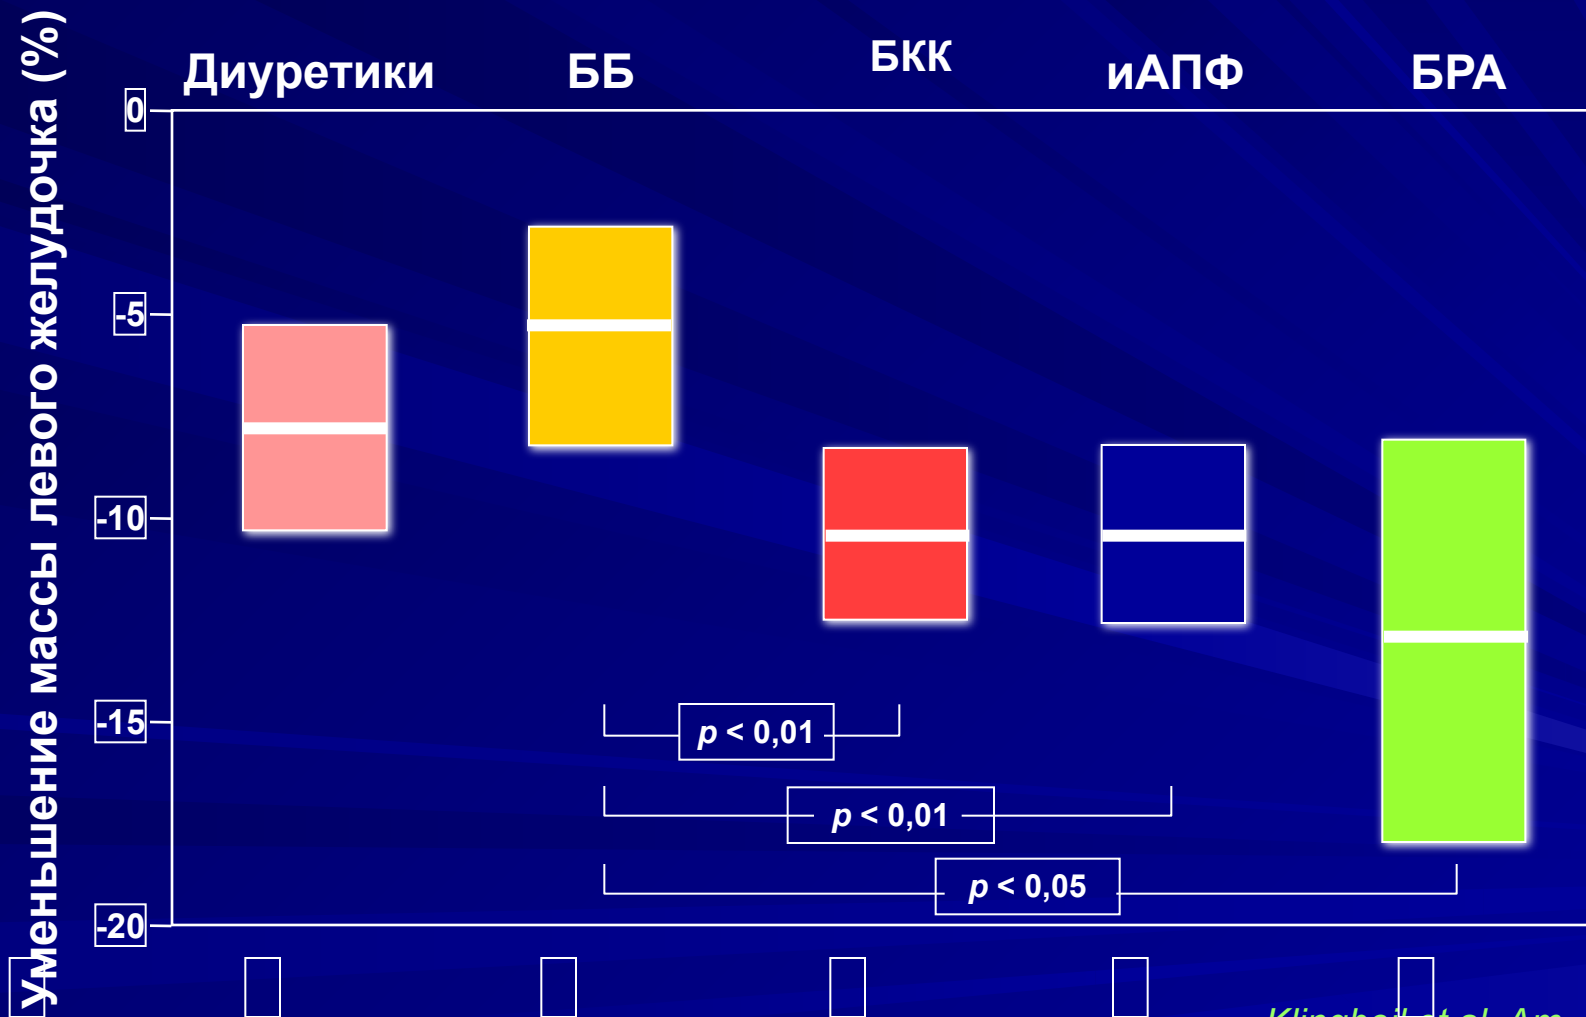 Уменьшение массы левого желудочка (%)
Диуретики ББ БКК иАПФ БРА
0
-5
-10
-15
-20
p < 0,01
p < 0,01
p < 0,05